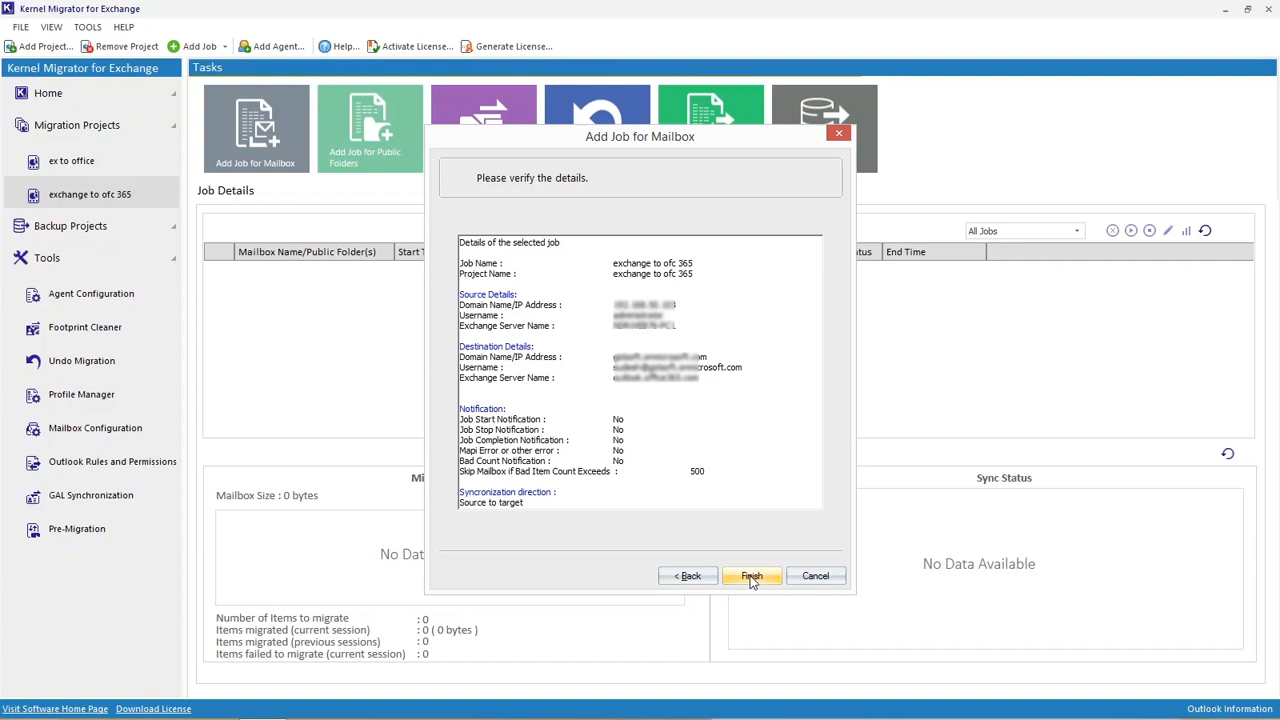 Kernel Migrator for Exchange
FILE VIEW TOOLS HELP
Add Project... Remove Project Add Job Add Agent... Help... Activate License... Generate License...
Kernel Migrator for Exchange
Tasks
Home
Migration Projects
ex to office
exchange to ofc 365
Backup Projects
Tools
Agent Configuration
Footprint Cleaner
Undo Migration
Profile Manager
Mailbox Configuration
Outlook Rules and Permissions
GAL Synchronization
Pre-Migration
Add Job for Mailbox
Add Job for Public
Folders
Job Details
All Jobs
Mailbox Name/Public Folder(s) Start T
End Time
Mailbox Size : 0 bytes
No Dat
Number of Items to migrate : 0
Items migrated (current session) : 0 ( 0 bytes )
Items migrated (previous sessions) : 0
Items failed to migrate (current session) : 0
Sync Status
No Data Available
Add Job for Mailbox
Please verify the details.
Details of the selected job
Job Name : exchange to ofc 365
Project Name : exchange to ofc 365
Source Details:
Domain Name/IP Address :
Username :
Exchange Server Name :
Destination Details:
Domain Name/IP Address :
Username :
Exchange Server Name :
Notification:
Job Start Notification : No
Job Stop Notification : No
Job Completion Notification : No
Mapi Error or other error : No
Bad Count Notification : No
Skip Mailbox if Bad Item Count Exceeds : 500
Syncronization direction :
Source to target
< Back Finish Cancel
Visit Software Home Page Download License
Outlook Information